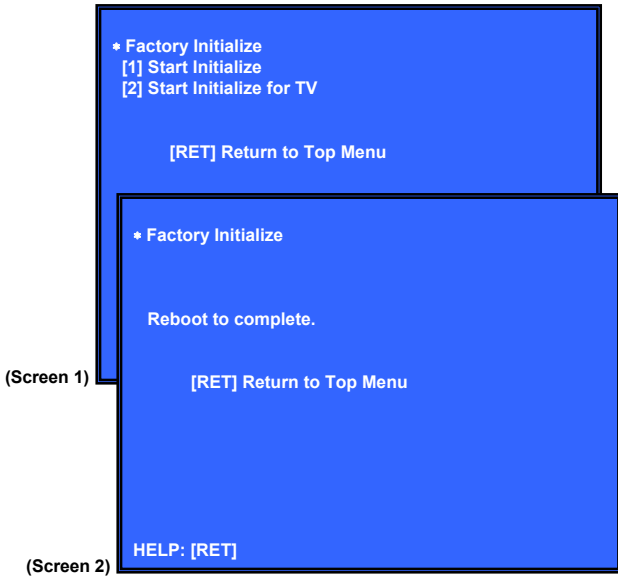 * Factory Initialize
[1] Start Initialize
[2] Start Initialize for TV
[RET] Return to Top Menu
(Screen 1)
* Factory Initialize
Reboot to complete.
[RET] Return to Top Menu
HELP: [RET]
(Screen 2)